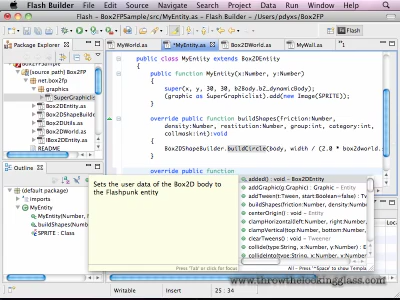 Flash Builder File Edit Source Navigate Search Project Data Run Window Help
Flash - Box2FPSample/src/MyEntity.as - Flash Builder - /Users/pdyxs/Box2FP
Flash
Package Explorer
MyWorld.as
*MyEntity.as
Box2DWorld.as
MyWall.as
Box2FPSample
(source path) Box2FP
net.box2fp
graphics
SuperGraphiclist
Box2DEntity.as
Box2DShapeBuilder
Box2DUtils.as
Box2DWorld.as
IBox2D.as
public class MyEntity extends Box2DEntity
{
public function MyEntity(x:Number, y:Number)
{
super(x, y, 30, 30, b2Body.b2_dynamicBody);
(graphic as SuperGraphiclist).add(new Image(SPRITE));
}
override public function buildShapes(friction:Number,
density:Number, restitution:Number, group:int, category:int,
colmask:int):void
{
Box2DShapeBuilder.buildCircle(body, width / (2.0 * box2dworld.s
}
override public function
Outline
(default package)
imports
MyEntity
MyEntity(Number, N
buildShapes(Number
SPRITE : Class
Sets the user data of the Box2D body to
the Flashpunk entity
Press 'Tab' or click for focus
added() : void - Box2DEntity
addGraphic(g:Graphic) : Graphic - Entity
addTween(t:Tween, start:Boolean=false) : Tw
buildShapes(friction:Number, density:Number
centerOrigin() : void - Entity
clampHorizontal(left:Number, right:Number,
clampVertical(top:Number, bottom:Number,
clearTweens() : void - Tweener
collide(type:String, x:Number, y:Number) : E
collideInto(type:String, x:Number, y:Number
All - Press '^Space' to show Templa
www.throwthelookingglass.com
Writable
Insert
25 : 34